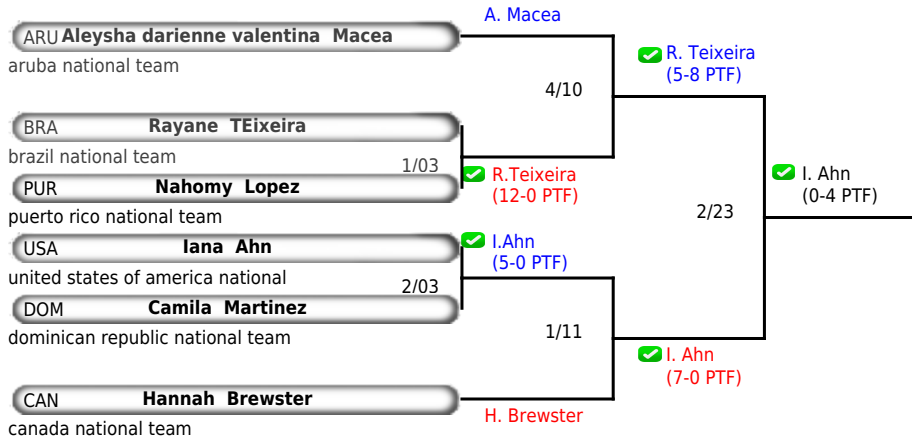 A. Macea
ARU Aleysha darienne valentina Macea
aruba national team
R. Teixeira
(5-8 PTF)
4/10
BRA Rayane TEixeira
brazil national team
1/03
R.Teixeira
(12-0 PTF)
PUR Nahomy Lopez
puerto rico national team
I. Ahn
(0-4 PTF)
2/23
USA Iana Ahn
united states of america national
I.Ahn
(5-0 PTF)
2/03
DOM Camila Martinez
dominican republic national team
1/11
I. Ahn
(7-0 PTF)
CAN Hannah Brewster
canada national team
H. Brewster